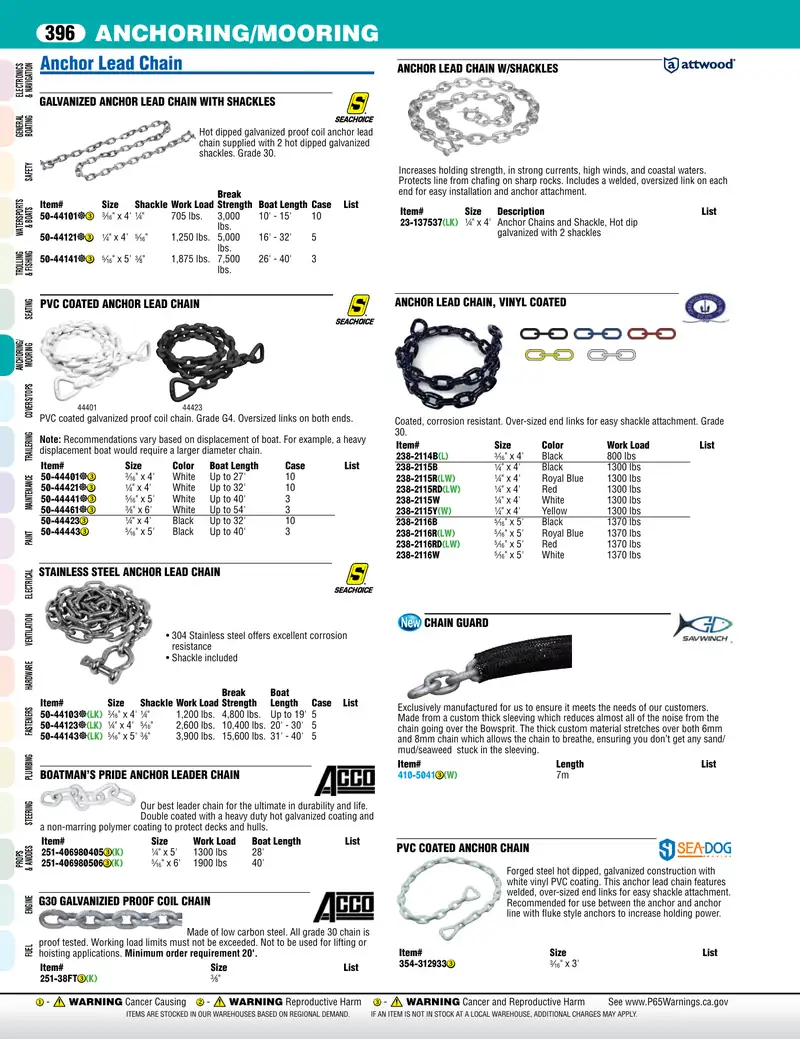 396 ANCHORING/MOORING
ELECTRONICS & NAVIGATION
GENERAL BOATING
SAFETY
WATERSPORTS & BOATS
TROLLING & FISHING
SEATING
ANCHORING/ MOORING
COVERS/TOPS
TRAILERING
MAINTENANCE
PAINT
ELECTRICAL
VENTILATION
HARDWARE
FASTENERS
PLUMBING
STEERING
PROPS & ANODES
ENGINE
FUEL
Anchor Lead Chain
GALVANIZED ANCHOR LEAD CHAIN WITH SHACKLES
SEACHOICE
Hot dipped galvanized proof coil anchor lead
chain supplied with 2 hot dipped galvanized
shackles. Grade 30.
Break
Item# Size Shackle Work Load Strength Boat Length Case List
50-44101 3 3⁄16" x 4' ¼" 705 lbs. 3,000 10' - 15' 10
lbs.
50-44121 3 ¼" x 4' 5⁄16" 1,250 lbs. 5,000 16' - 32' 5
lbs.
50-44141 3 5⁄16" x 5' 3⁄8" 1,875 lbs. 7,500 26' - 40' 3
lbs.
PVC COATED ANCHOR LEAD CHAIN
SEACHOICE
44401 44423
PVC coated galvanized proof coil chain. Grade G4. Oversized links on both ends.
Note: Recommendations vary based on displacement of boat. For example, a heavy
displacement boat would require a larger diameter chain.
Item# Size Color Boat Length Case List
50-44401 3 3⁄16" x 4' White Up to 27' 10
50-44421 3 ¼" x 4' White Up to 32' 10
50-44441 3 5⁄16" x 5' White Up to 40' 3
50-44461 3 3⁄8" x 6' White Up to 54' 3
50-44423 3 ¼" x 4' Black Up to 32' 10
50-44443 3 5⁄16" x 5' Black Up to 40' 3
STAINLESS STEEL ANCHOR LEAD CHAIN
SEACHOICE
• 304 Stainless steel offers excellent corrosion
resistance
• Shackle included
Break Boat
Item# Size Shackle Work Load Strength Length Case List
50-44103 (LK) 3⁄16" x 4' ¼" 1,200 lbs. 4,800 lbs. Up to 19' 5
50-44123 (LK) ¼" x 4' 5⁄16" 2,600 lbs. 10,400 lbs. 20' - 30' 5
50-44143 (LK) 5⁄16" x 5' 3⁄8" 3,900 lbs. 15,600 lbs. 31' - 40' 5
BOATMAN'S PRIDE ANCHOR LEADER CHAIN
ACCO
Our best leader chain for the ultimate in durability and life.
Double coated with a heavy duty hot galvanized coating and
a non-marring polymer coating to protect decks and hulls.
Item# Size Work Load Boat Length List
251-406980405 3 (K) ¼" x 5' 1300 lbs 28'
251-406980506 3 (K) 5⁄16" x 6' 1900 lbs 40'
G30 GALVANIZIED PROOF COIL CHAIN
ACCO
Made of low carbon steel. All grade 30 chain is
proof tested. Working load limits must not be exceeded. Not to be used for lifting or
hoisting applications. Minimum order requirement 20'.
Item# Size List
251-38FT 3 (K) 3⁄8"
ANCHOR LEAD CHAIN W/SHACKLES
attwood
Increases holding strength, in strong currents, high winds, and coastal waters.
Protects line from chafing on sharp rocks. Includes a welded, oversized link on each
end for easy installation and anchor attachment.
Item# Size Description List
23-137537(LK) ¼" x 4' Anchor Chains and Shackle, Hot dip
galvanized with 2 shackles
ANCHOR LEAD CHAIN, VINYL COATED
Coated, corrosion resistant. Over-sized end links for easy shackle attachment. Grade
30.
Item# Size Color Work Load List
238-2114B(L) 3⁄16" x 4' Black 800 lbs
238-2115B ¼" x 4' Black 1300 lbs
238-2115R(LW) ¼" x 4' Royal Blue 1300 lbs
238-2115RD(LW) ¼" x 4' Red 1300 lbs
238-2115W ¼" x 4' White 1300 lbs
238-2115Y(W) ¼" x 4' Yellow 1300 lbs
238-2116B 5⁄16" x 5' Black 1370 lbs
238-2116R(LW) 5⁄16" x 5' Royal Blue 1370 lbs
238-2116RD(LW) 5⁄16" x 5' Red 1370 lbs
238-2116W 5⁄16" x 5' White 1370 lbs
New CHAIN GUARD
SAVWINCH
Exclusively manufactured for us to ensure it meets the needs of our customers.
Made from a custom thick sleeving which reduces almost all of the noise from the
chain going over the Bowsprit. The thick custom material stretches over both 6mm
and 8mm chain which allows the chain to breathe, ensuring you don't get any sand/
mud/seaweed stuck in the sleeving.
Item# Length List
410-5041 3 (W) 7m
PVC COATED ANCHOR CHAIN
SEA-DOG
Forged steel hot dipped, galvanized construction with
white vinyl PVC coating. This anchor lead chain features
welded, over-sized end links for easy shackle attachment.
Recommended for use between the anchor and anchor
line with fluke style anchors to increase holding power.
Item# Size List
354-312933 3 3⁄16" x 3'
1 - WARNING Cancer Causing 2 - WARNING Reproductive Harm 3 - WARNING Cancer and Reproductive Harm See www.P65Warnings.ca.gov
ITEMS ARE STOCKED IN OUR WAREHOUSES BASED ON REGIONAL DEMAND. IF AN ITEM IS NOT IN STOCK AT A LOCAL WAREHOUSE, ADDITIONAL CHARGES MAY APPLY.